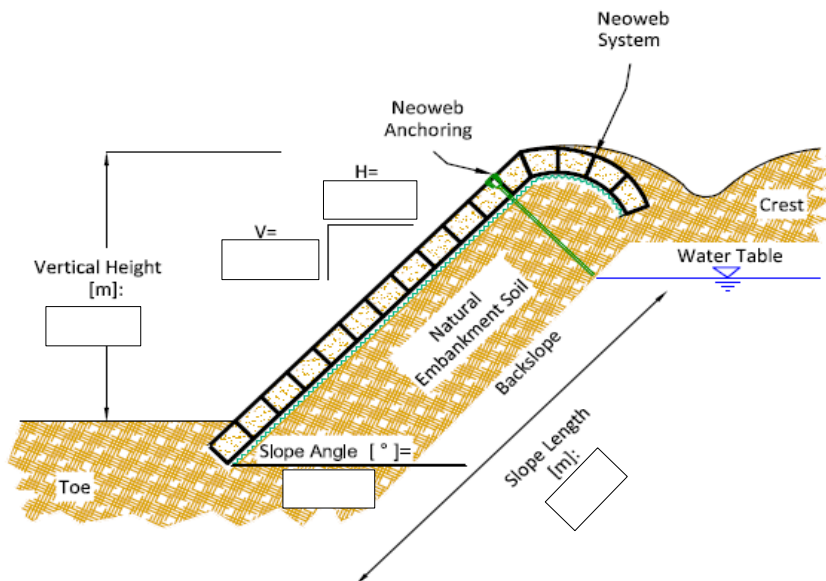 Neoweb
System
Neoweb
Anchoring
H=
V=
Crest
Vertical Height
[m]:
Water Table
Natural
Embankment Soil
Backslope
Slope Length
[m]:
Slope Angle [ ° ]=
Toe